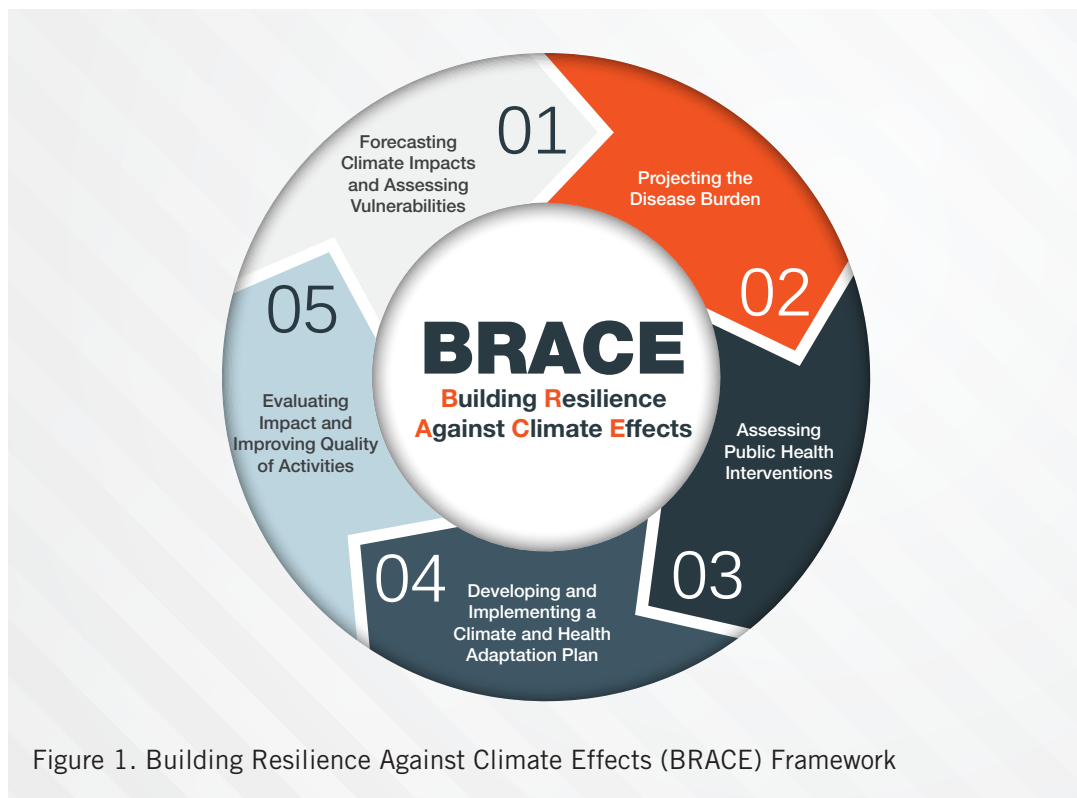 01
Forecasting
Climate Impacts
and Assessing
Vulnerabilities
Projecting the
Disease Burden
02
Assessing
Public Health
Interventions
03
04
Developing and
Implementing a
Climate and Health
Adaptation Plan
05
Evaluating
Impact and
Improving Quality
of Activities
BRACE
Building Resilience
Against Climate Effects
Figure 1. Building Resilience Against Climate Effects (BRACE) Framework